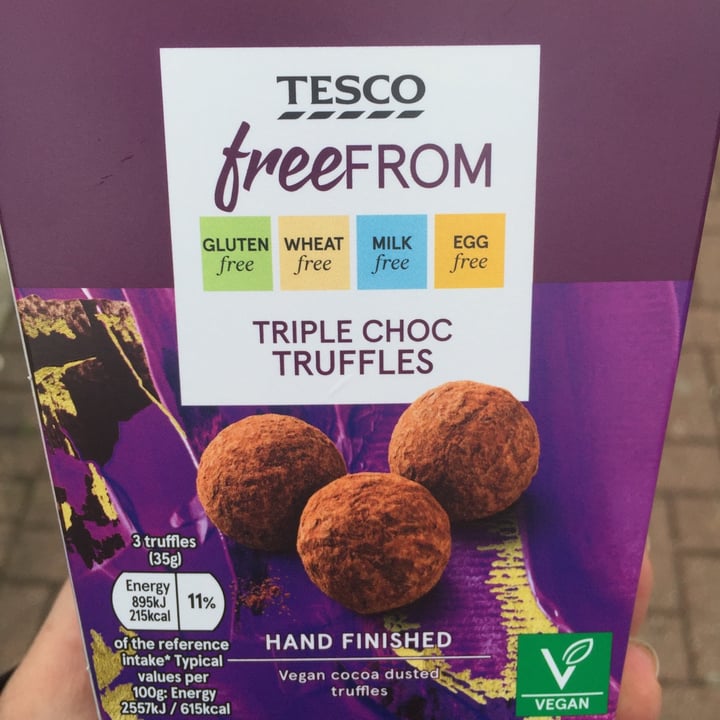 TESCO
freeFROM
GLUTEN free
WHEAT free
MILK free
EGG free
TRIPLE CHOC
TRUFFLES
3 truffles
(35g)
Energy
895kJ
215kcal
11%
of the reference
intake* Typical
values per
100g: Energy
2557kJ / 615kcal
HAND FINISHED
Vegan cocoa dusted
truffles
V
VEGAN